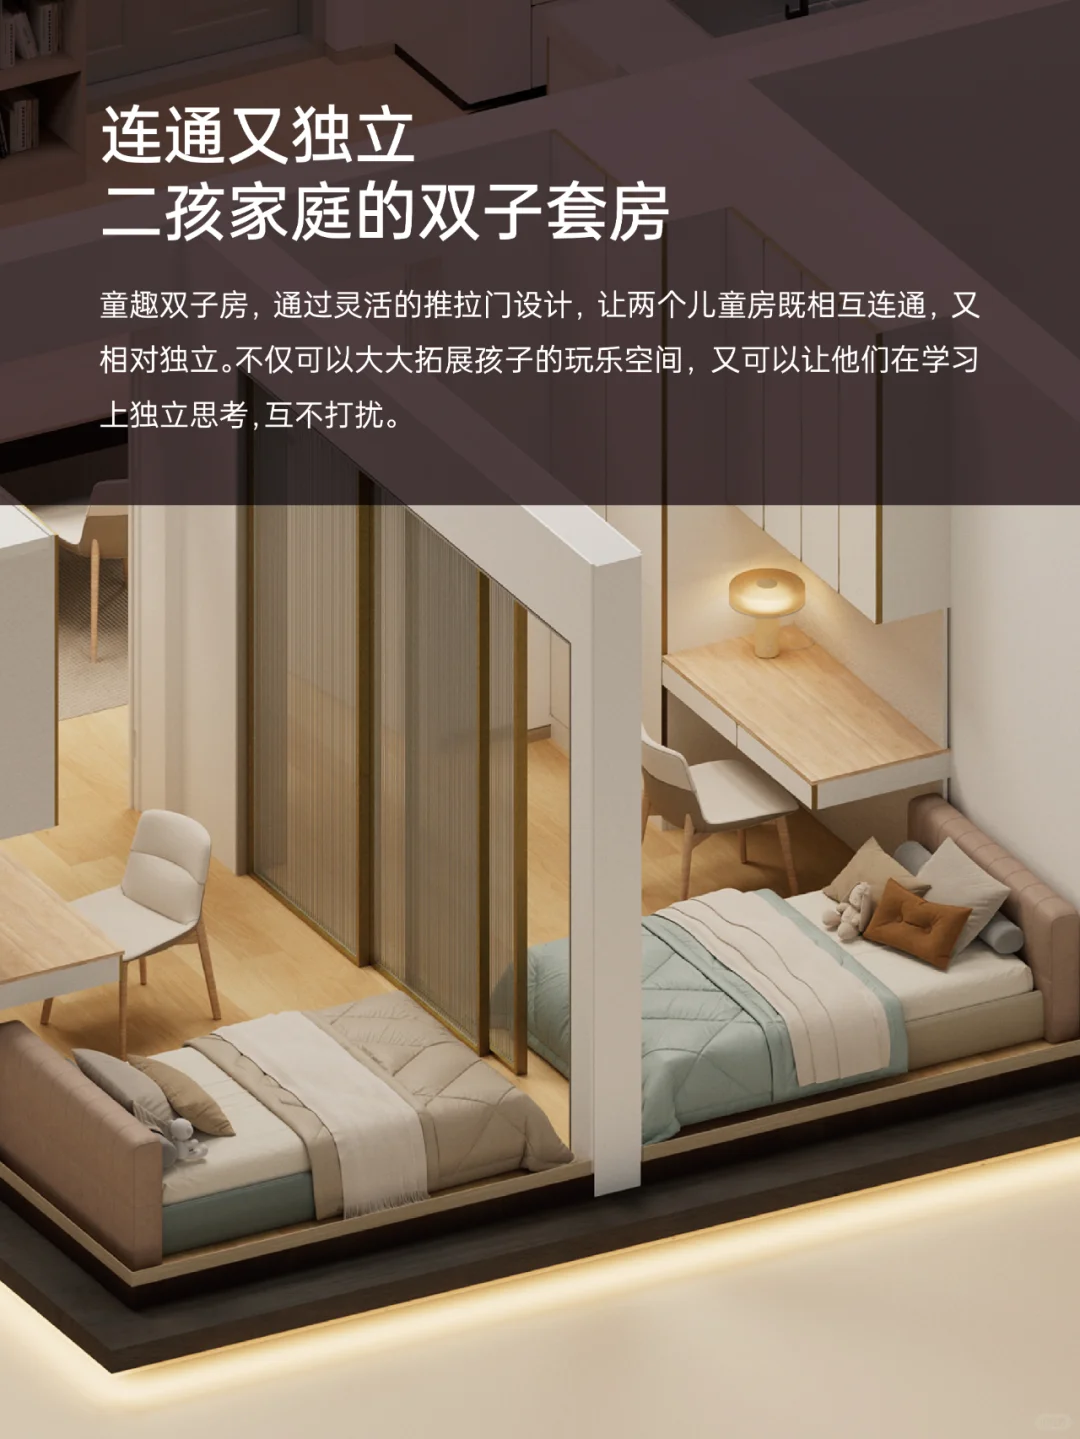 连通又独立
二孩家庭的双子套房
童趣双子房，通过灵活的推拉门设计，让两个儿童房既相互连通，又
相对独立。不仅可以大大拓展孩子的玩乐空间，又可以让他们在学习
上独立思考，互不打扰。